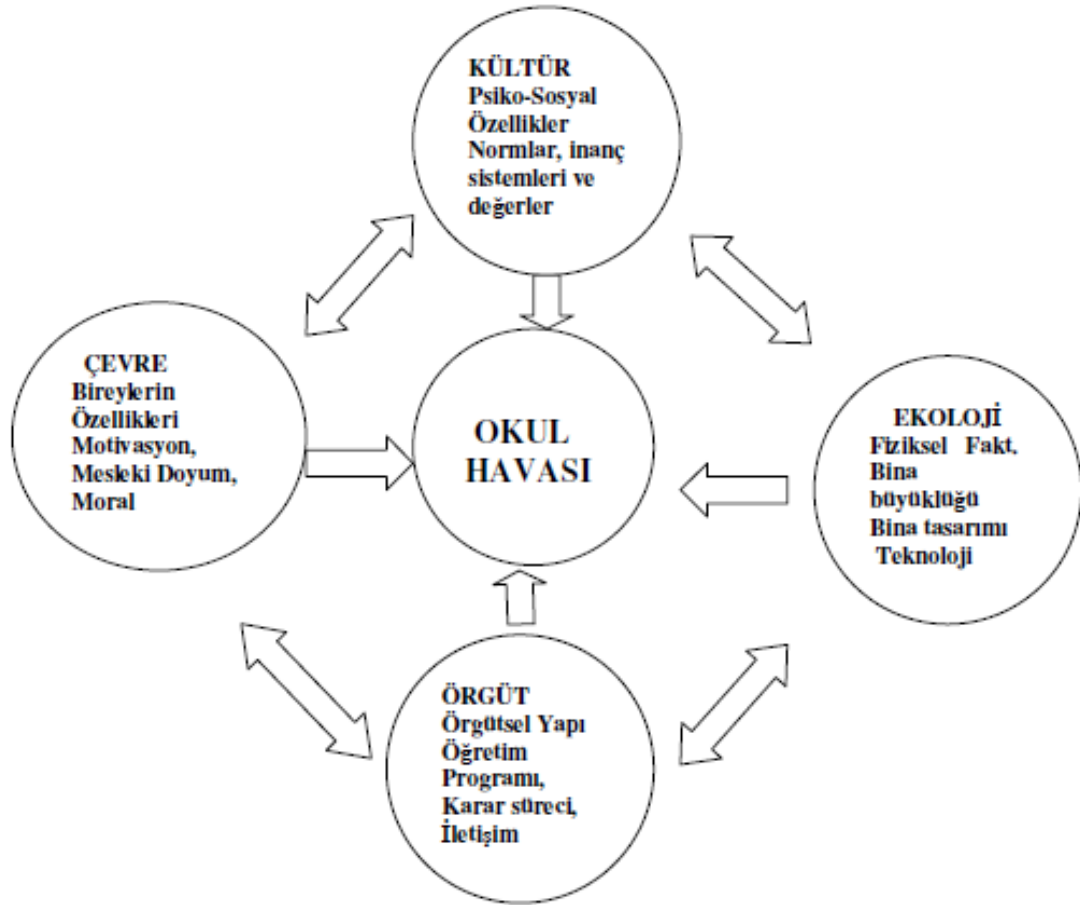 KÜLTÜR
Psiko-Sosyal
Özellikler
Normlar, inanç
sistemleri ve
değerler
ÇEVRE
Bireylerin
Özellikleri
Motivasyon,
Mesleki Doyum,
Moral
OKUL
HAVASI
EKOLOJİ
Fiziksel Fakt.
Bina
büyüklüğü
Bina tasarımı
Teknoloji
ÖRGÜT
Örgütsel Yapı
Öğretim
Programı,
Karar süreci,
İletişim